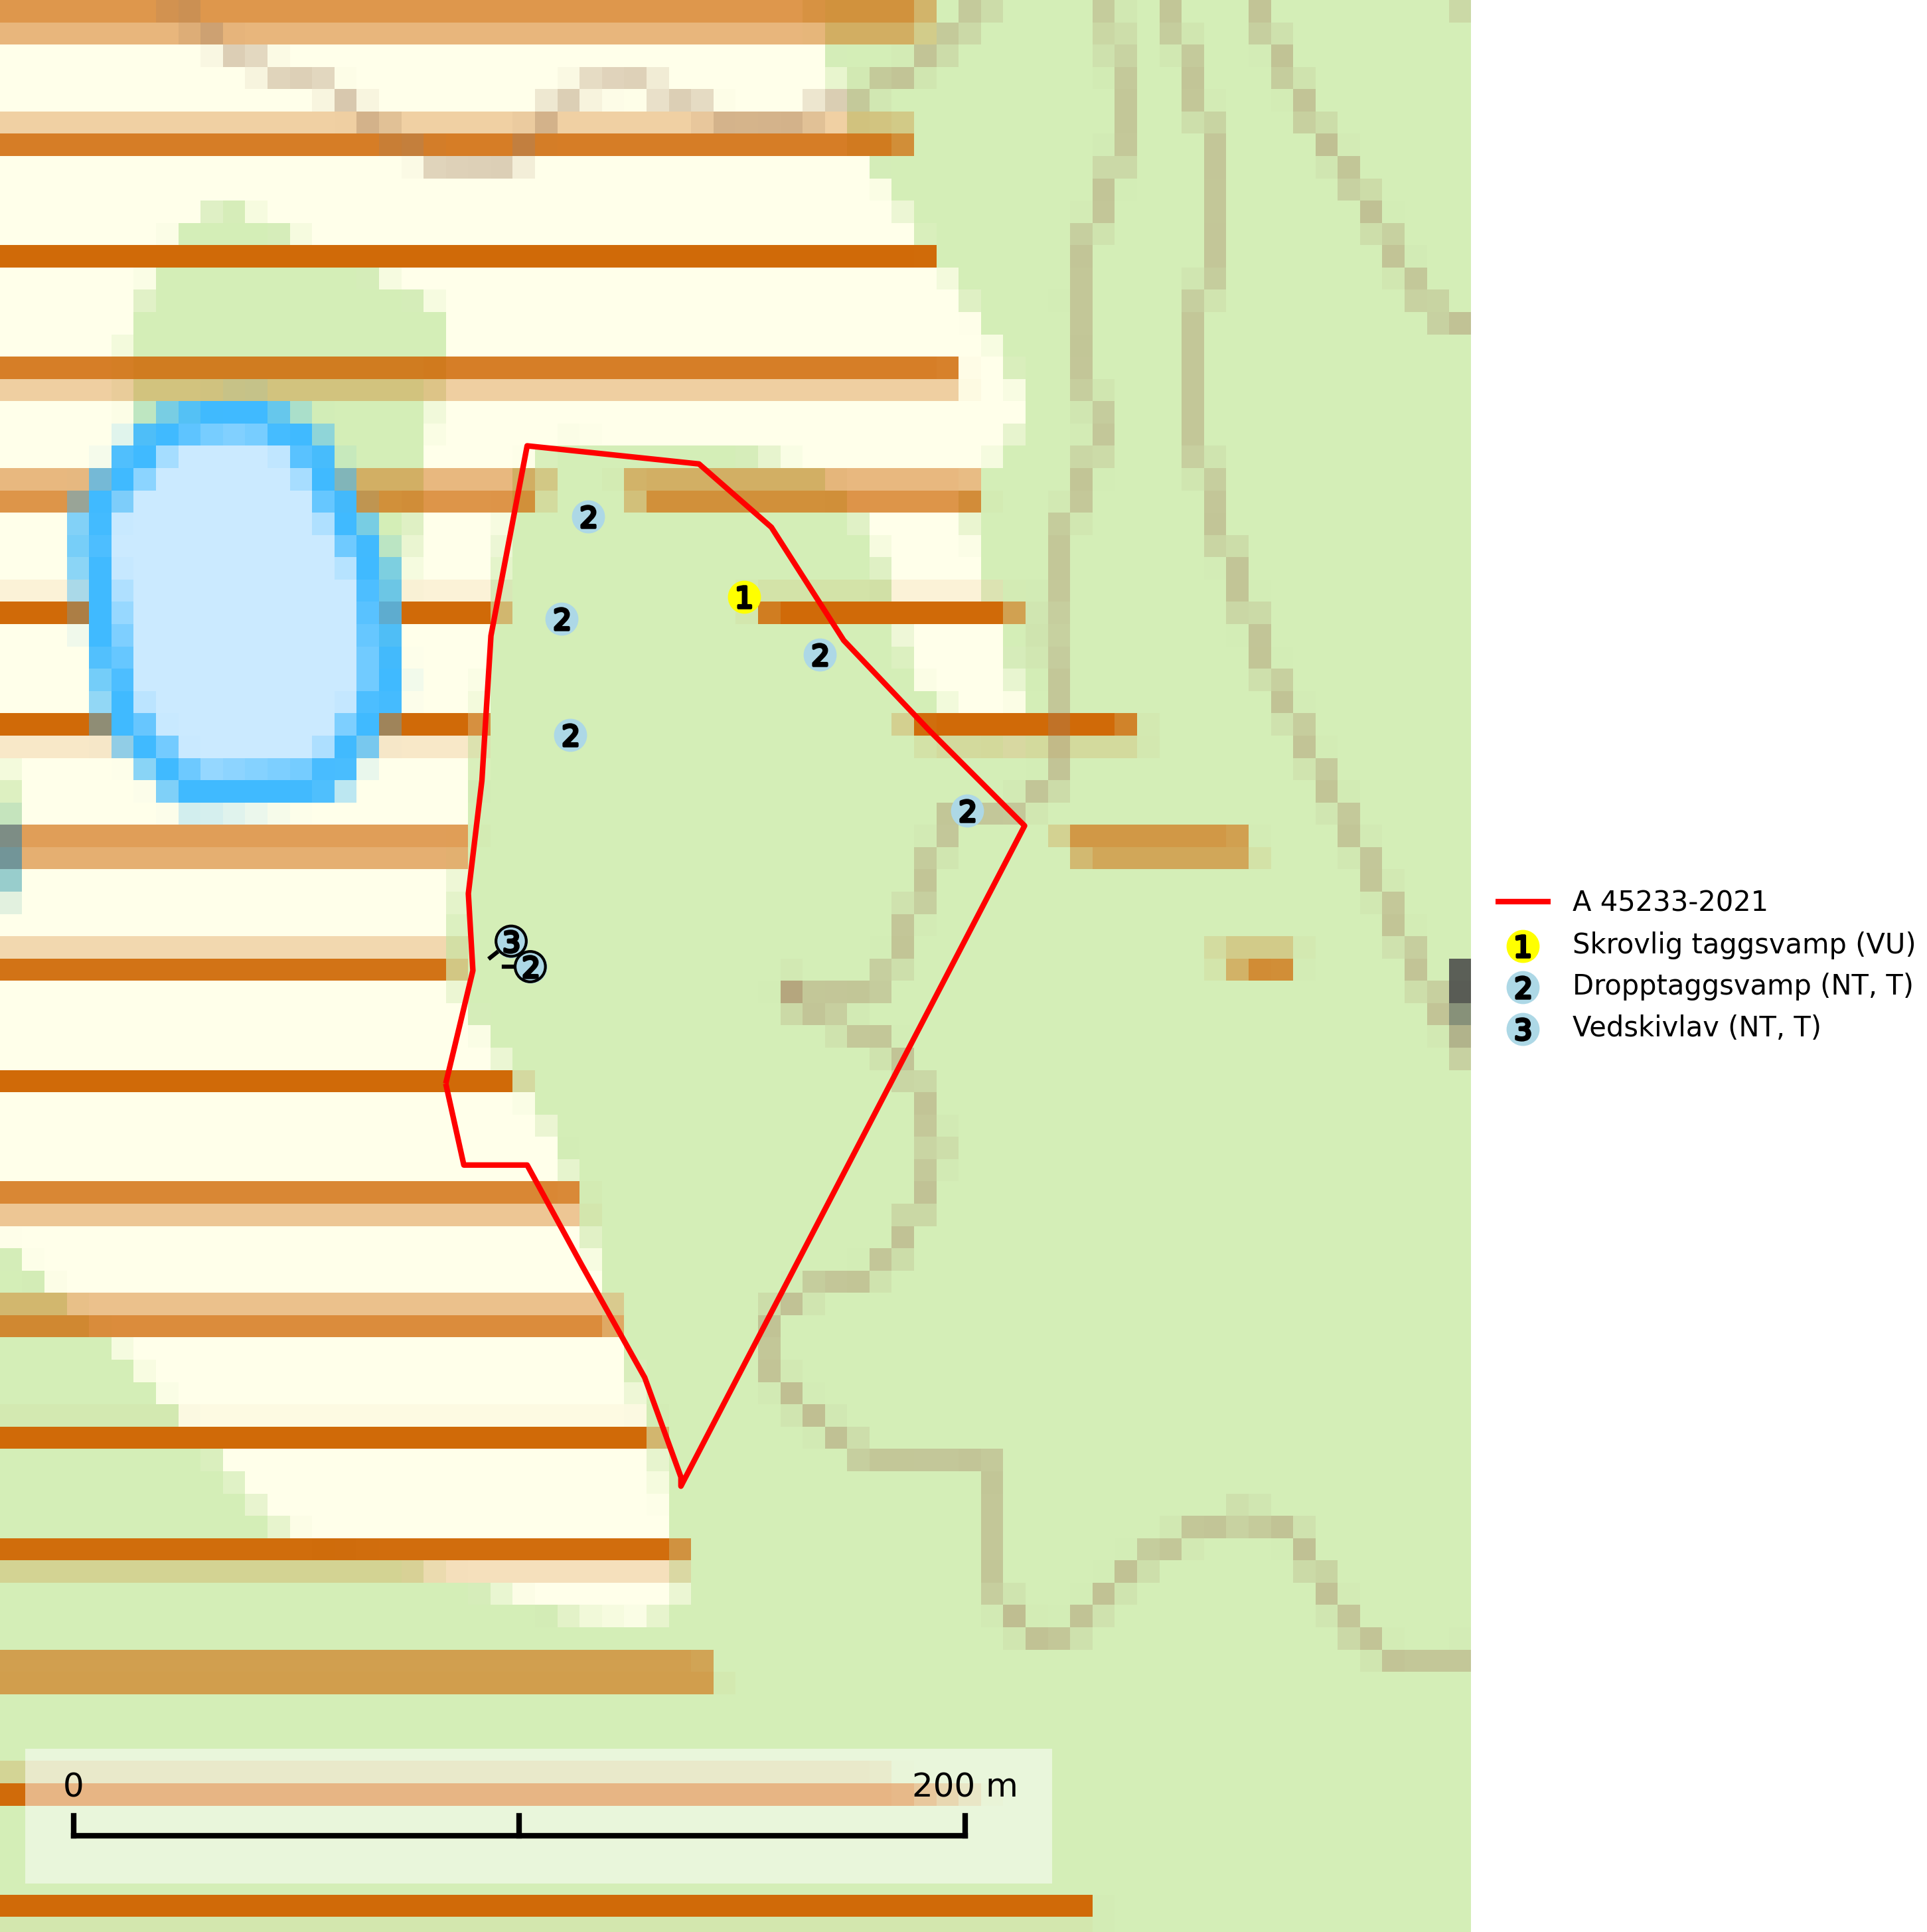 2
1
2
2
2
2
3
2
A 45233-2021
1 Skrovlig taggsvamp (VU)
2 Dropptaggsvamp (NT, T)
3 Vedskivlav (NT, T)
0 200 m